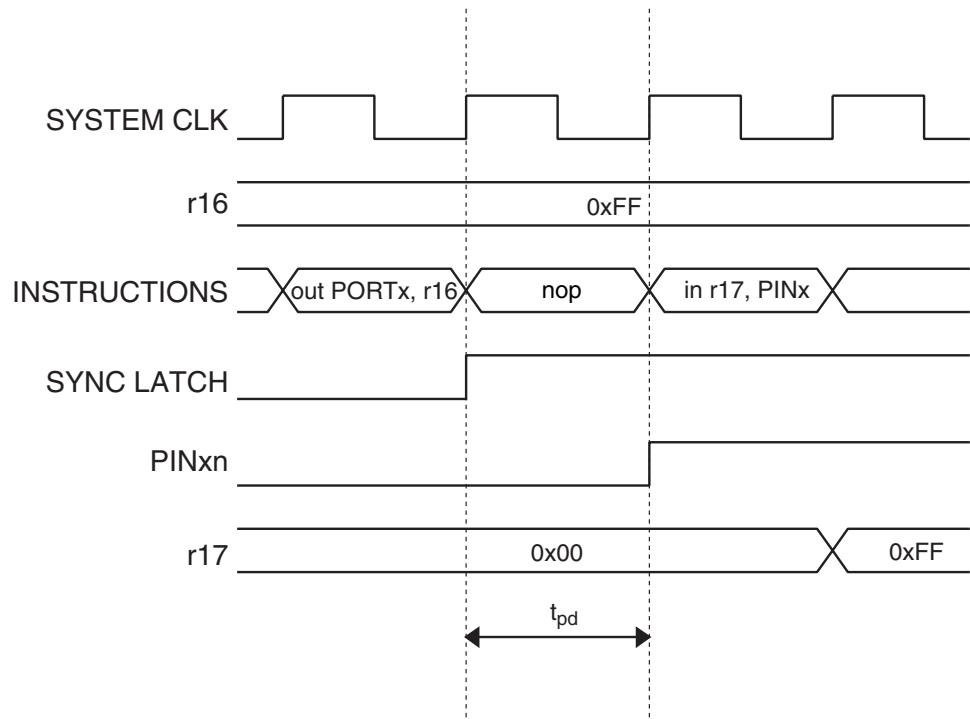 SYSTEM CLK
r16
0xFF
INSTRUCTIONS
out PORTx, r16
nop
in r17, PINx
SYNC LATCH
PINxn
r17
0x00
0xFF
tpd